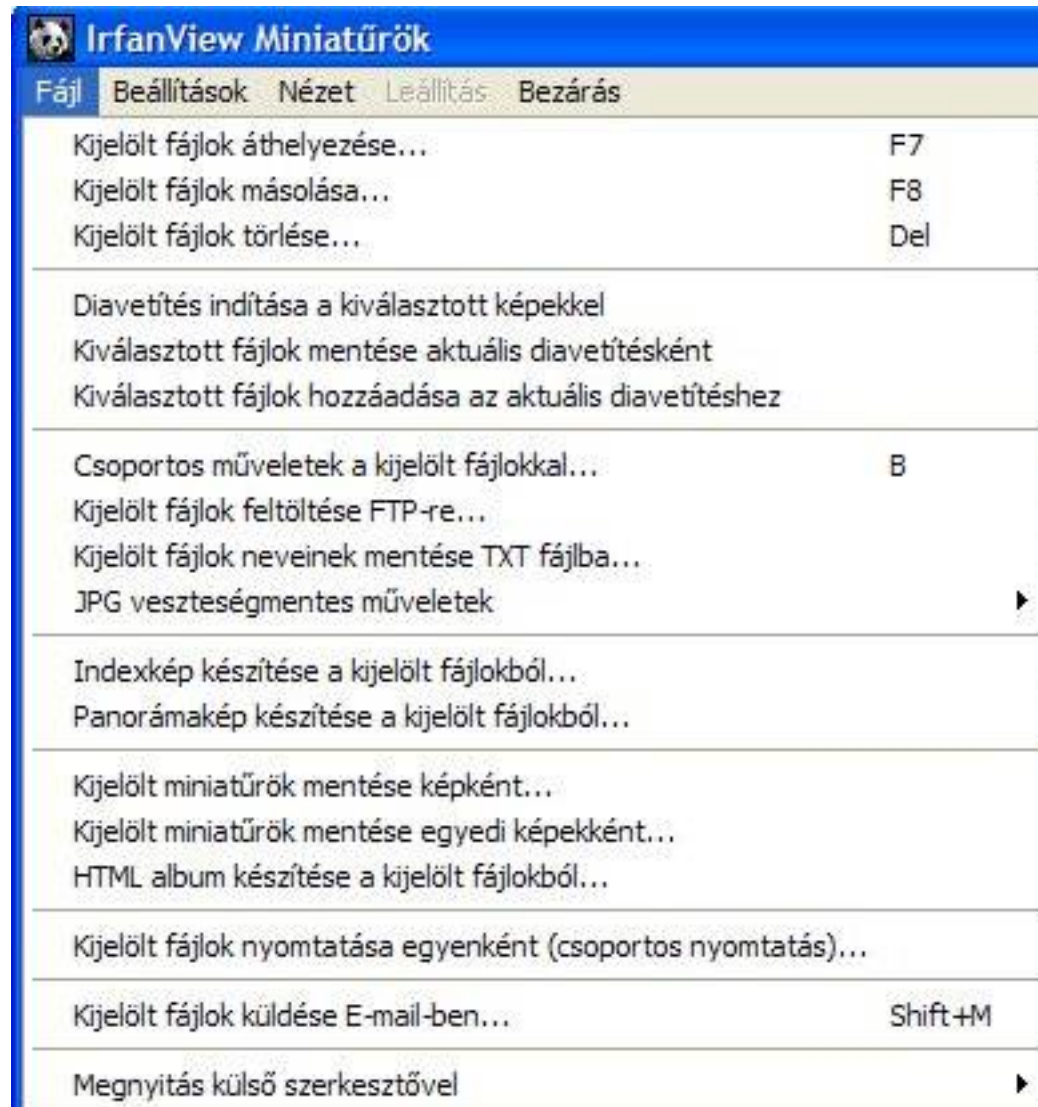 IrfanView Miniatűrök
Fájl Beállítások Nézet Leállítás Bezárás
Kijelölt fájlok áthelyezése... F7
Kijelölt fájlok másolása... F8
Kijelölt fájlok törlése... Del
Diavetítés indítása a kiválasztott képekkel
Kiválasztott fájlok mentése aktuális diavetítésként
Kiválasztott fájlok hozzáadása az aktuális diavetítéshez
Csoportos műveletek a kijelölt fájlokkal... B
Kijelölt fájlok feltöltése FTP-re...
Kijelölt fájlok neveinek mentése TXT fájlba...
JPG veszteségmentes műveletek
Indexkép készítése a kijelölt fájlokból...
Panorámakép készítése a kijelölt fájlokból...
Kijelölt miniatűrök mentése képként...
Kijelölt miniatűrök mentése egyedi képekként...
HTML album készítése a kijelölt fájlokból...
Kijelölt fájlok nyomtatása egyenként (csoportos nyomtatás)...
Kijelölt fájlok küldése E-mail-ben... Shift+M
Megnyitás külső szerkesztővel